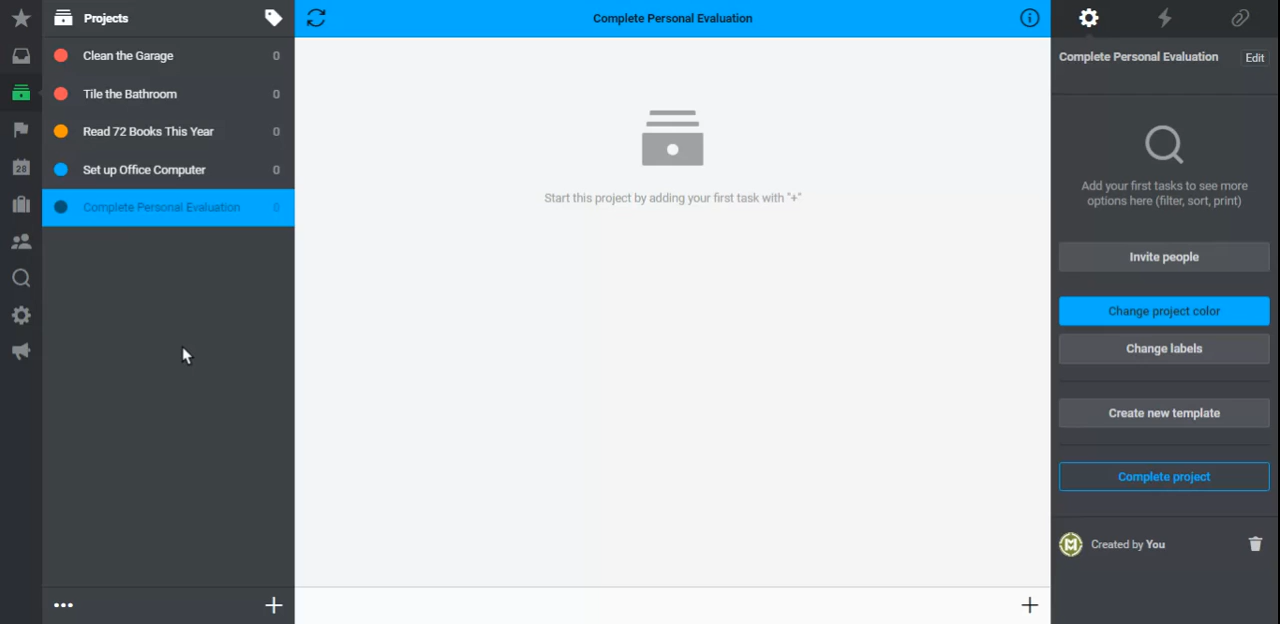 Projects
Clean the Garage 0
Tile the Bathroom 0
Read 72 Books This Year 0
Set up Office Computer 0
Complete Personal Evaluation 0
28
Complete Personal Evaluation
Start this project by adding your first task with "+"
Complete Personal Evaluation Edit
Add your first tasks to see more
options here (filter, sort, print)
Invite people
Change project color
Change labels
Create new template
Complete project
M
Created by You